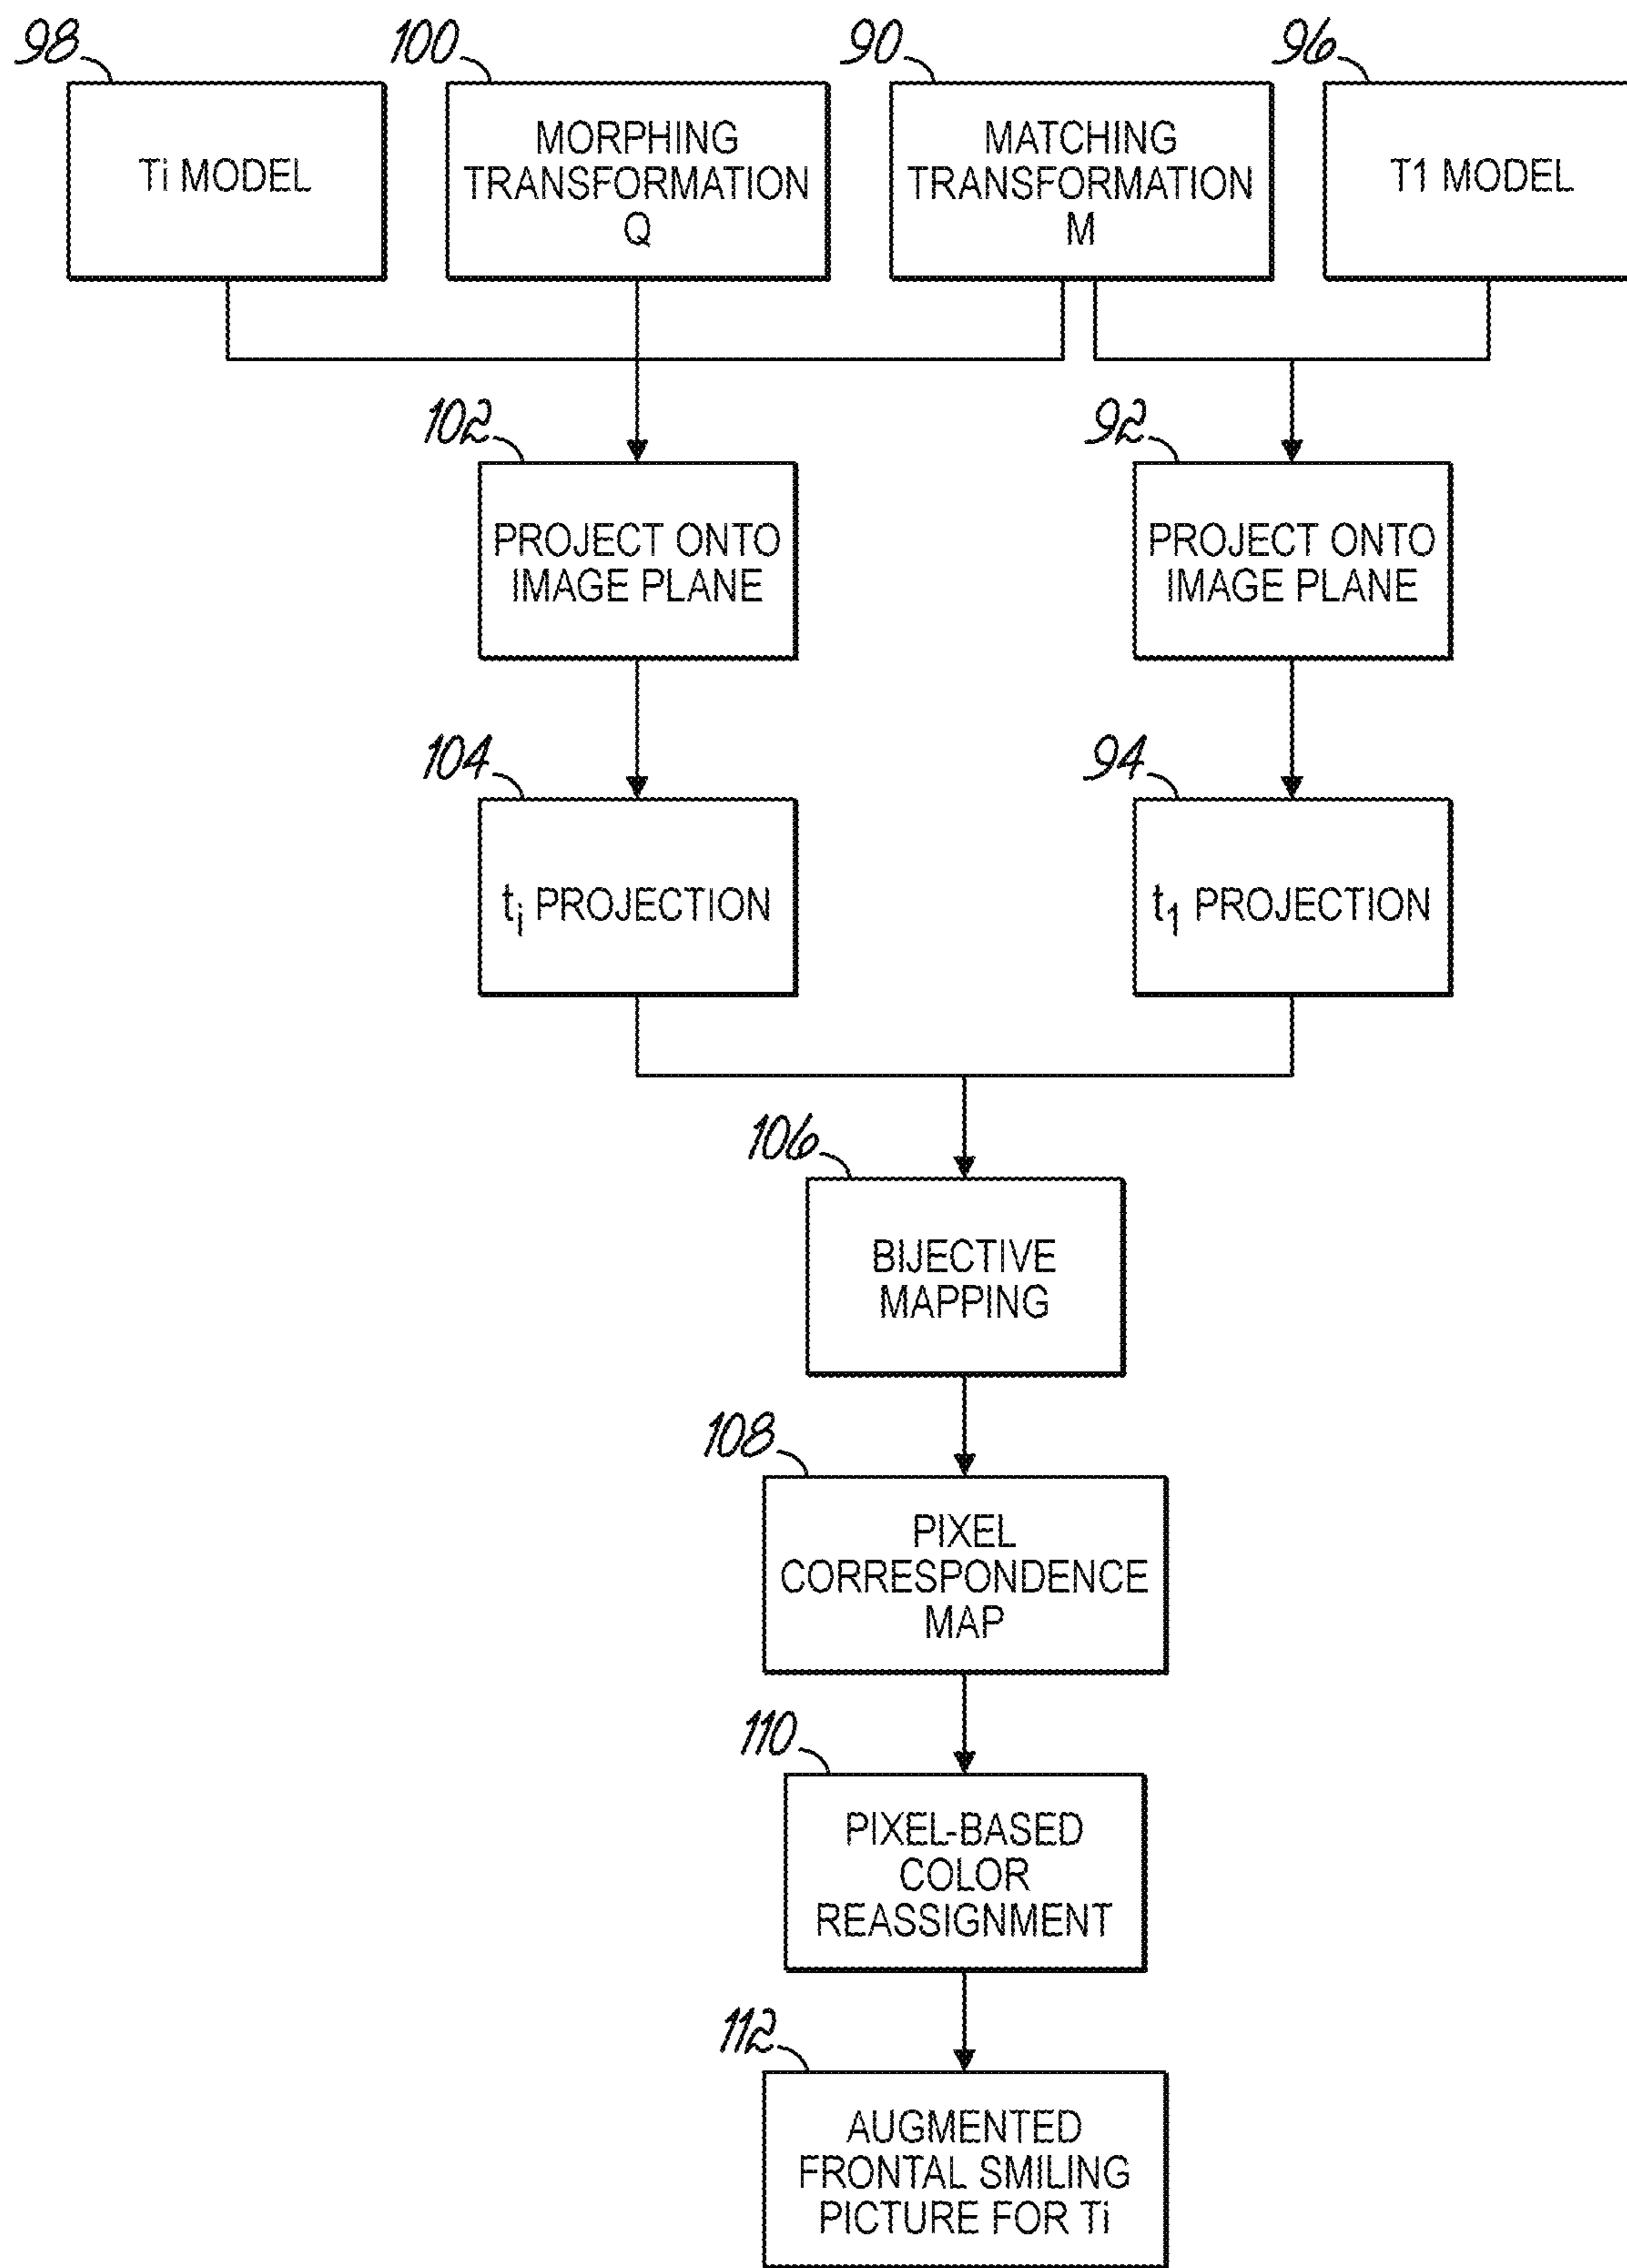 98
100
90
96
Ti MODEL
MORPHING
TRANSFORMATION
Q
MATCHING
TRANSFORMATION
M
T1 MODEL
102
92
PROJECT ONTO
IMAGE PLANE
PROJECT ONTO
IMAGE PLANE
104
94
ti PROJECTION
t1 PROJECTION
106
BIJECTIVE
MAPPING
108
PIXEL
CORRESPONDENCE
MAP
110
PIXEL-BASED
COLOR
REASSIGNMENT
112
AUGMENTED
FRONTAL SMILING
PICTURE FOR Ti